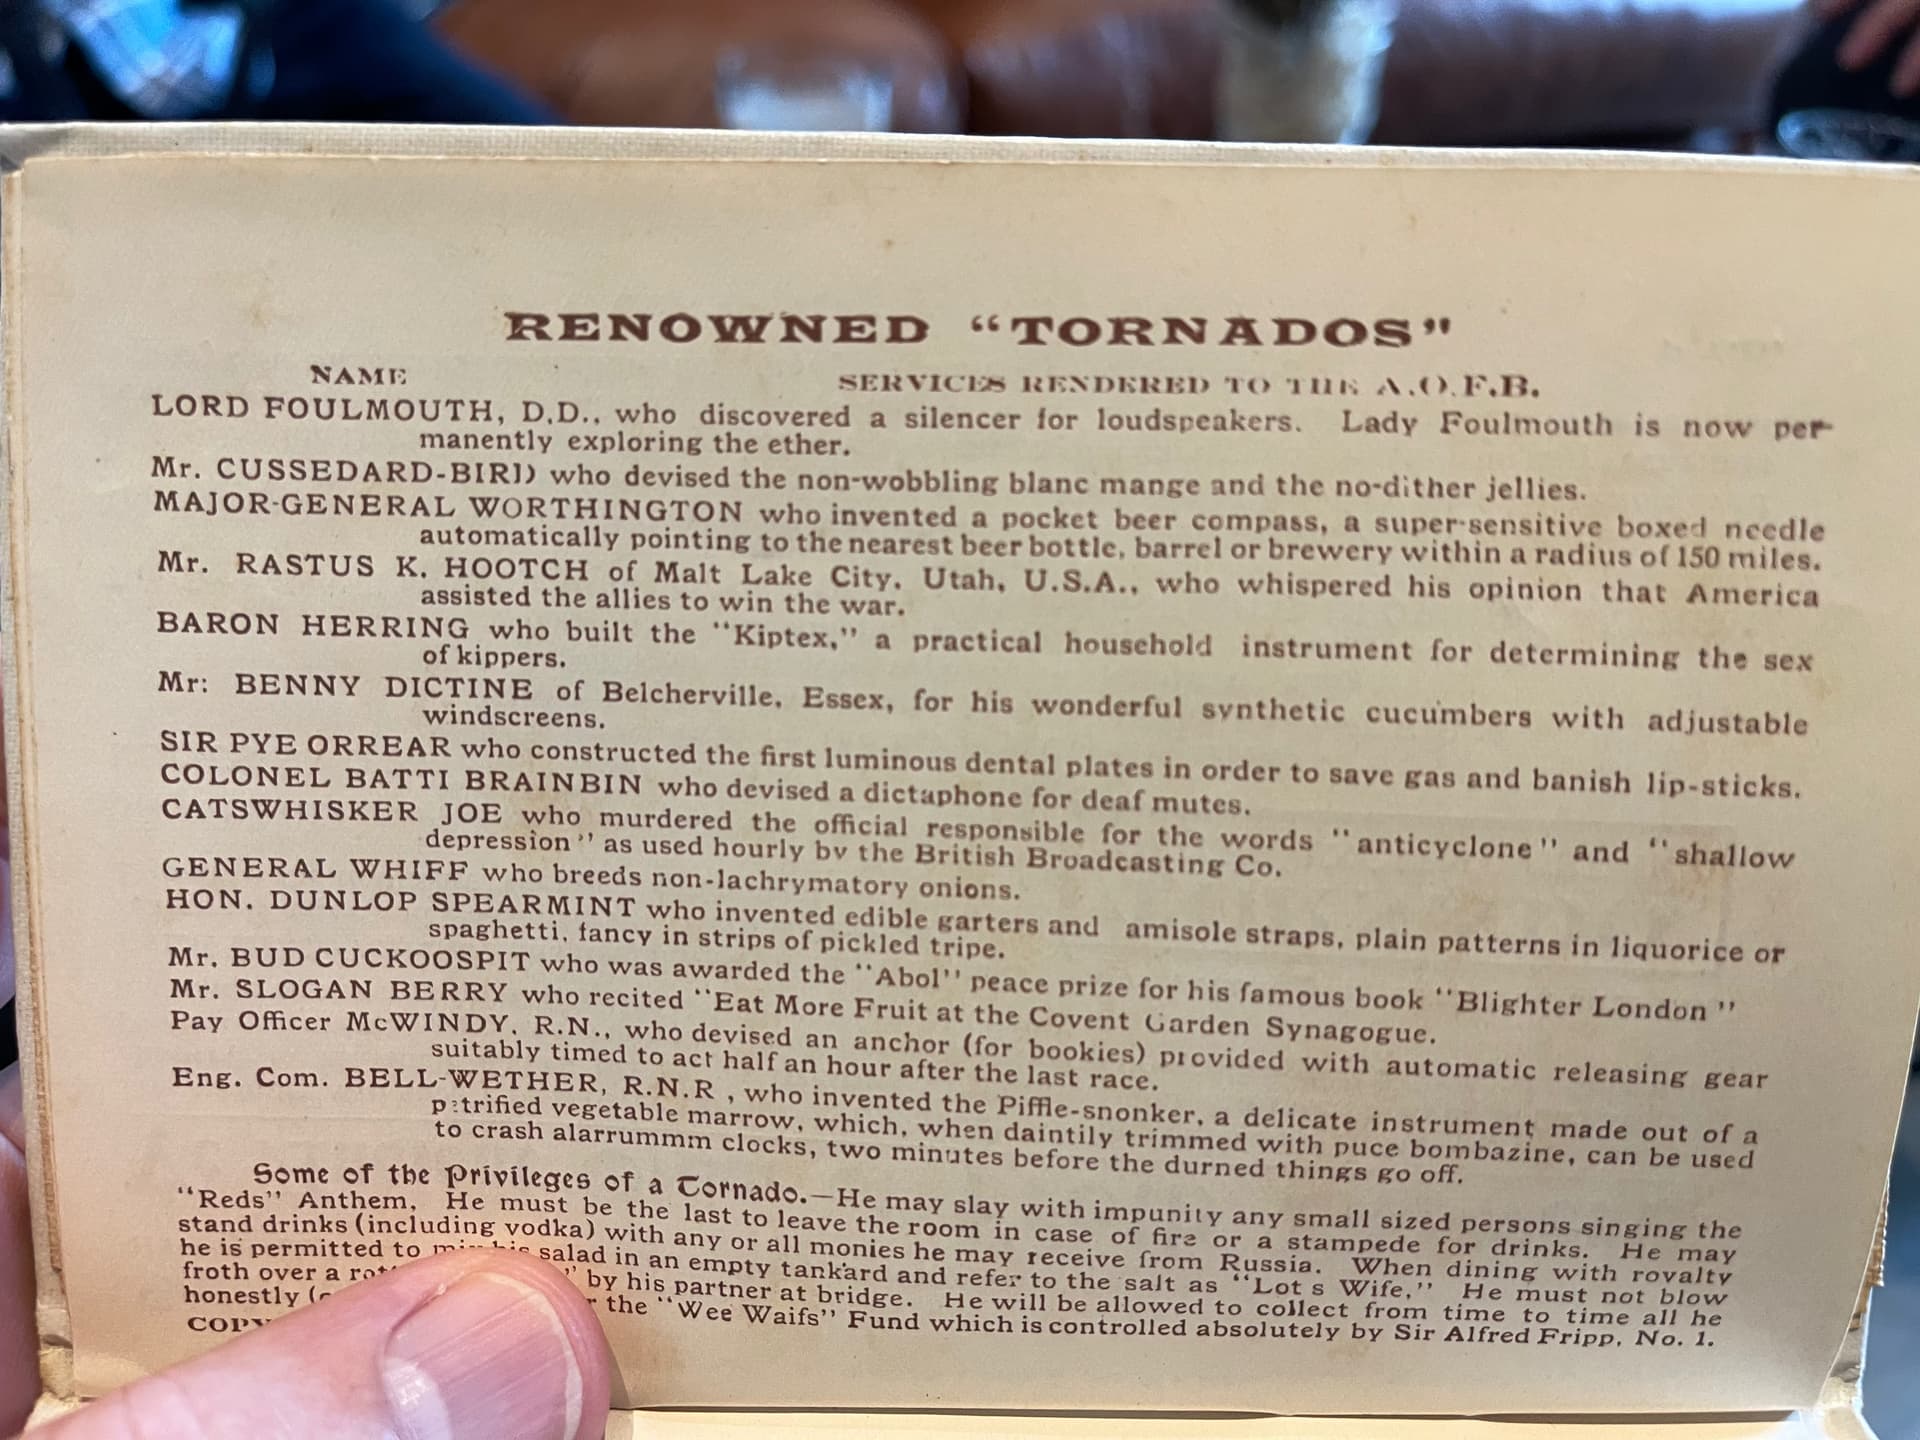 RENOWNED "TORNADOS"
NAME SERVICES RENDERED TO THE A.O.F.B.
LORD FOULMOUTH, D.D., who discovered a silencer for loudspeakers. Lady Foulmouth is now per-
manently exploring the ether.
Mr. CUSSEDARD-BIRD who devised the non-wobbling blanc mange and the no-dither jellies.
MAJOR-GENERAL WORTHINGTON who invented a pocket beer compass, a super-sensitive boxed needle
automatically pointing to the nearest beer bottle, barrel or brewery within a radius of 150 miles.
Mr. RASTUS K. HOOTCH of Malt Lake City, Utah, U.S.A., who whispered his opinion that America
assisted the allies to win the war.
BARON HERRING who built the "Kiptex," a practical household instrument for determining the sex
of kippers.
Mr: BENNY DICTINE of Belcherville, Essex, for his wonderful synthetic cucumbers with adjustable
windscreens.
SIR PYE ORREAR who constructed the first luminous dental plates in order to save gas and banish lip-sticks.
COLONEL BATTI BRAINBIN who devised a dictaphone for deaf mutes.
CATSWHISKER JOE who murdered the official responsible for the words "anticyclone" and "shallow
depression" as used hourly by the British Broadcasting Co.
GENERAL WHIFF who breeds non-lachrymatory onions.
HON. DUNLOP SPEARMINT who invented edible garters and amisole straps, plain patterns in liquorice or
spaghetti, fancy in strips of pickled tripe.
Mr. BUD CUCKOOSPIT who was awarded the "Abol" peace prize for his famous book "Blighter London"
Mr. SLOGAN BERRY who recited "Eat More Fruit at the Covent Garden Synagogue.
Pay Officer McWINDY, R.N., who devised an anchor (for bookies) provided with automatic releasing gear
suitably timed to act half an hour after the last race.
Eng. Com. BELL-WETHER, R.N.R , who invented the Piffle-snonker, a delicate instrument made out of a
petrified vegetable marrow, which, when daintily trimmed with puce bombazine, can be used
to crash alarrummm clocks, two minutes before the durned things go off.
Some of the Privileges of a Tornado.—He may slay with impunity any small sized persons singing the
"Reds" Anthem. He must be the last to leave the room in case of fire or a stampede for drinks. He may
stand drinks (including vodka) with any or all monies he may receive from Russia. When dining with royalty
he is permitted to salad in an empty tankard and refer to the salt as "Lot s Wife." He must not blow
froth over a by his partner at bridge. He will be allowed to collect from time to time all he
honestly the "Wee Waifs" Fund which is controlled absolutely by Sir Alfred Fripp, No. 1.